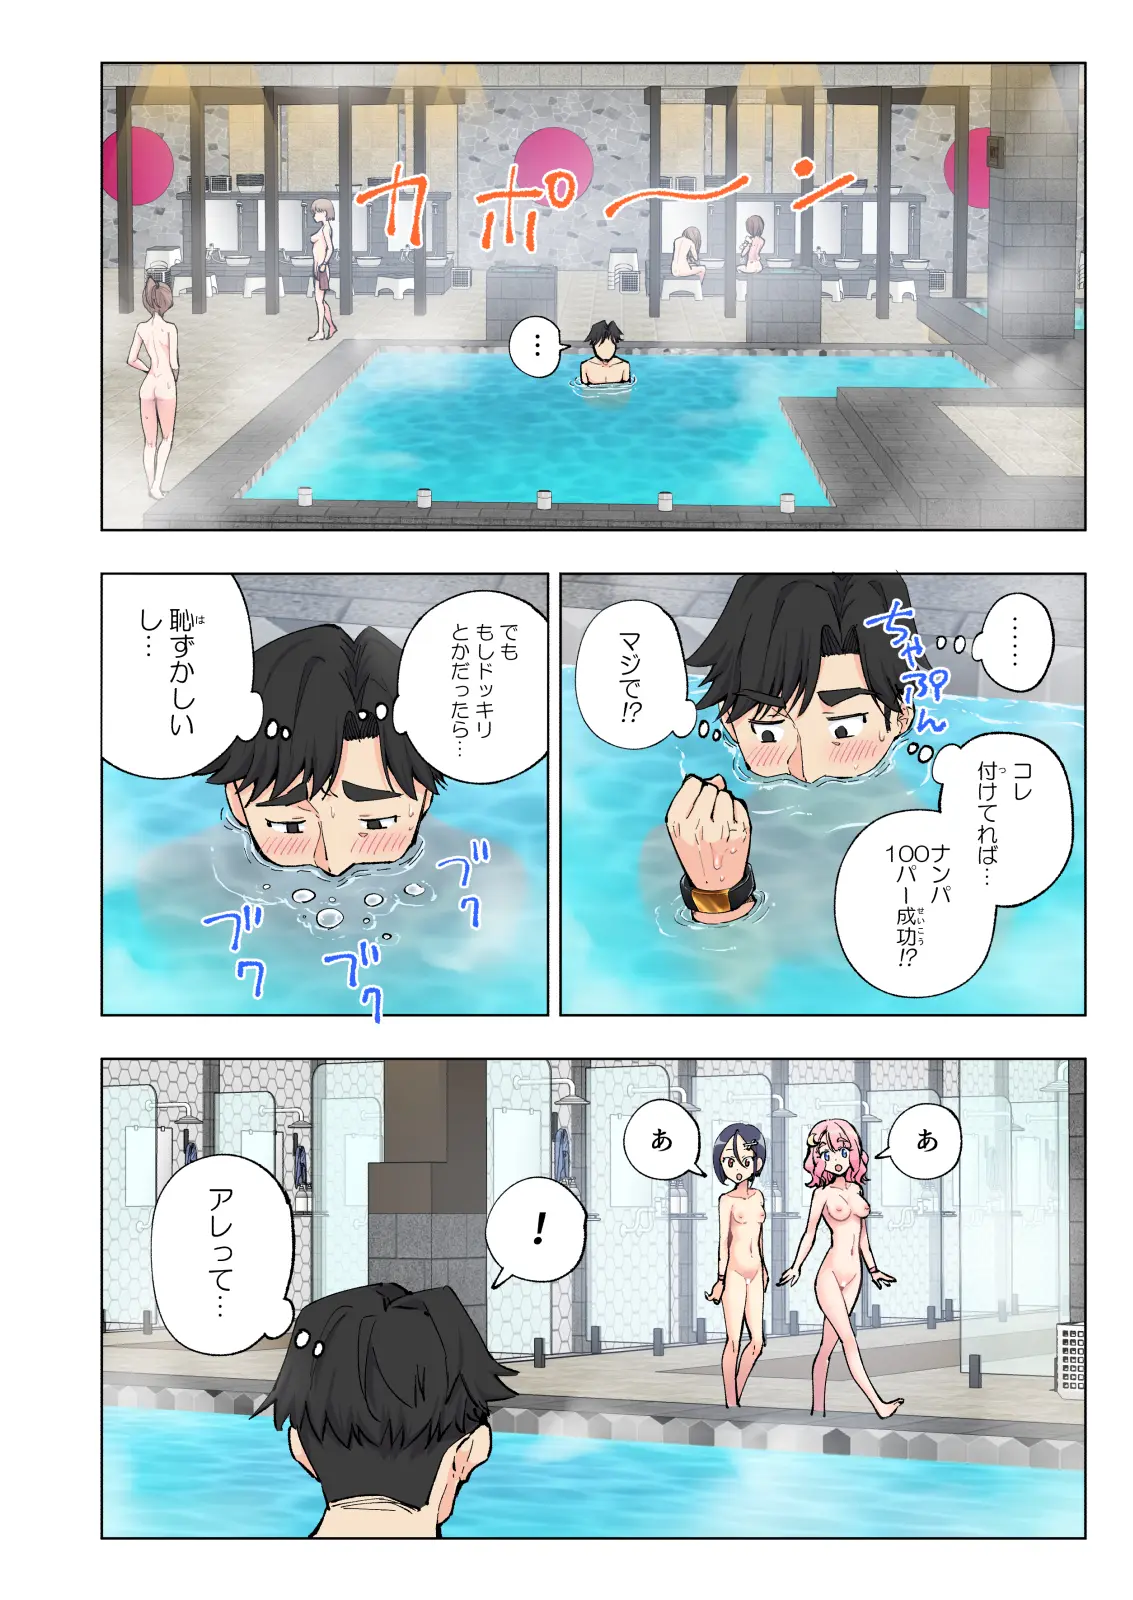 カポ〜ン
…
……
ちゃぷん
コレ
付けてれば…
ナンパ
100パー成功!?
マジで!?
でも
もしドッキリ
とかだったら…
恥ずかしい
し…
ブク
ブク
ブク
あ
あ
!
アレって…